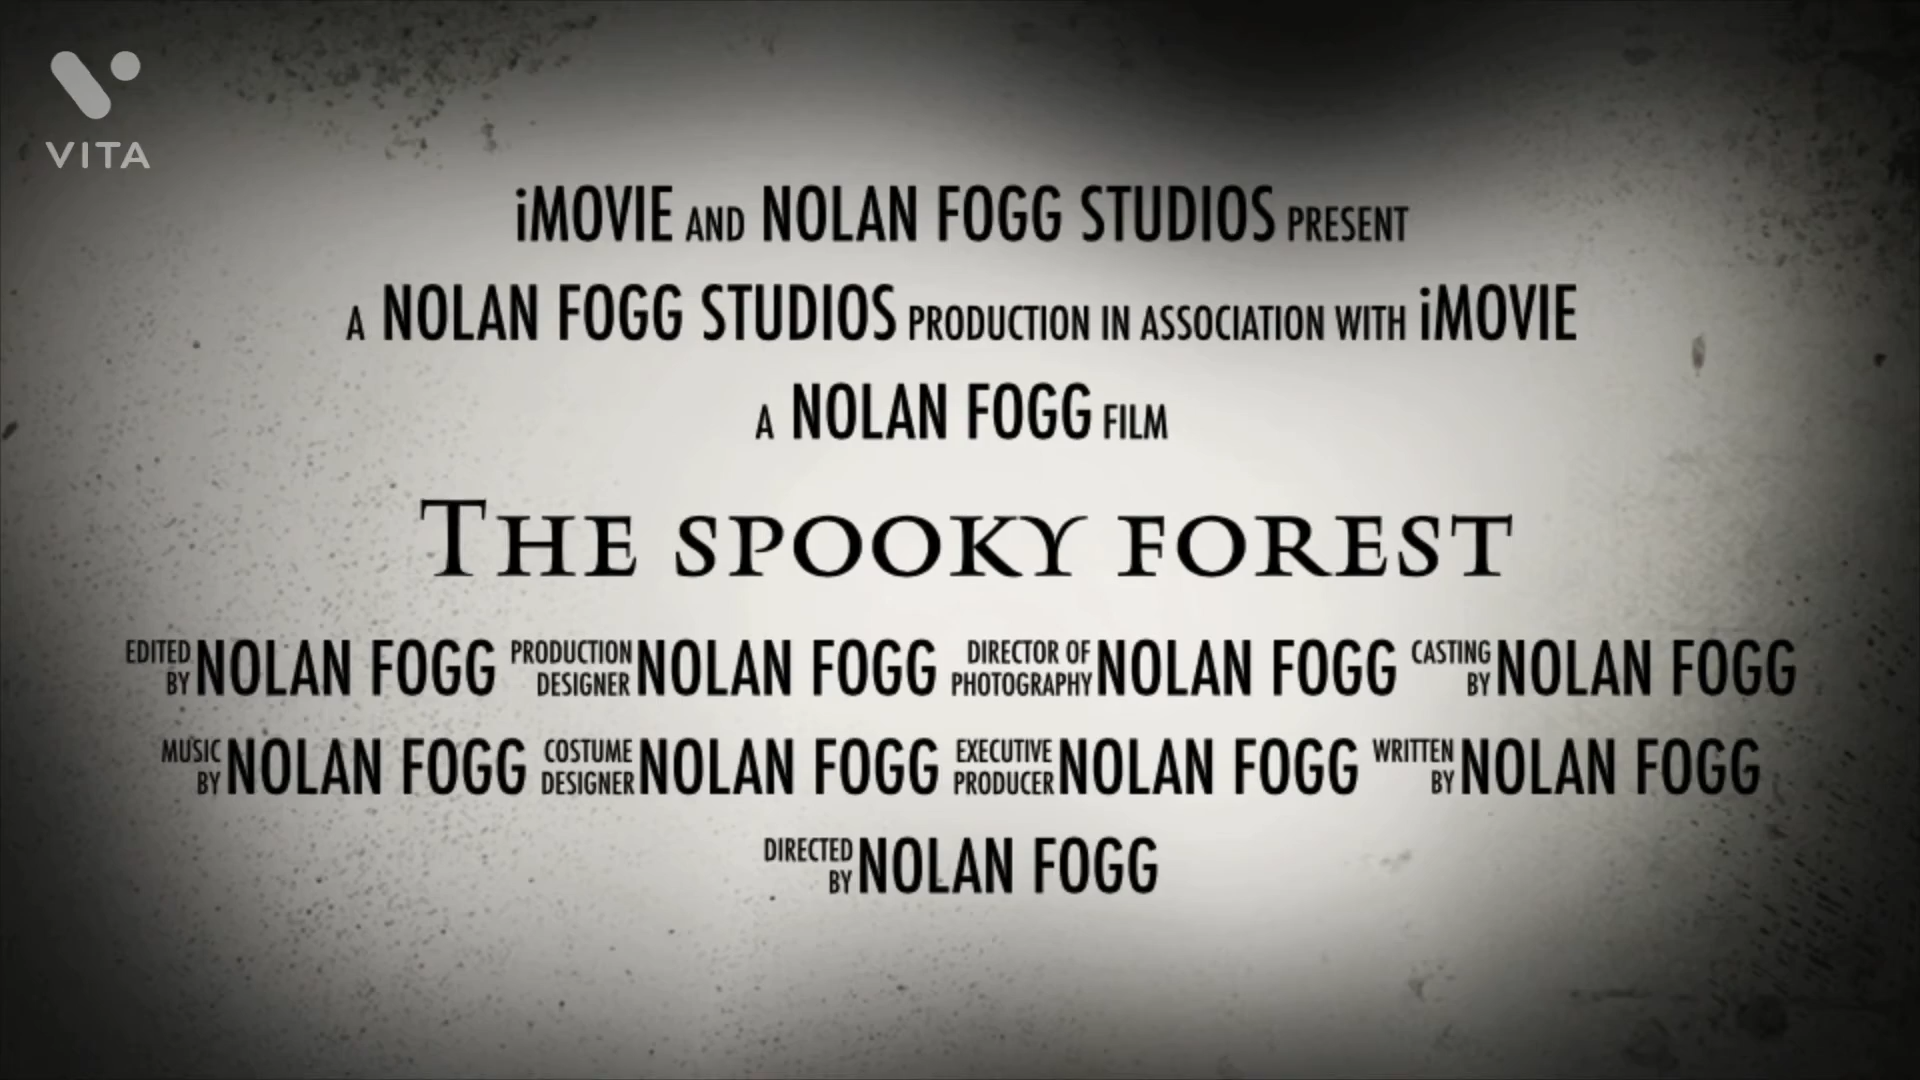 VITA
iMOVIE AND NOLAN FOGG STUDIOS PRESENT
A NOLAN FOGG STUDIOS PRODUCTION IN ASSOCIATION WITH iMOVIE
A NOLAN FOGG FILM
THE SPOOKY FOREST
EDITED BY NOLAN FOGG PRODUCTION DESIGNER NOLAN FOGG DIRECTOR OF PHOTOGRAPHY NOLAN FOGG CASTING BY NOLAN FOGG
MUSIC BY NOLAN FOGG COSTUME DESIGNER NOLAN FOGG EXECUTIVE PRODUCER NOLAN FOGG WRITTEN BY NOLAN FOGG
DIRECTED BY NOLAN FOGG